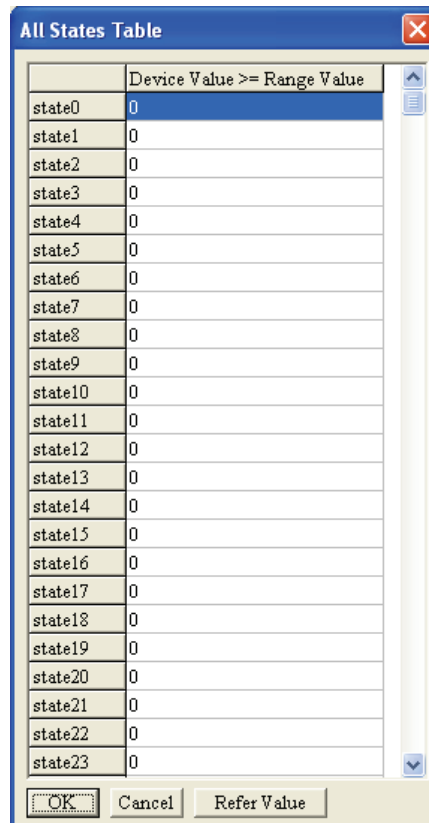 All States Table
Device Value >= Range Value
state0 0
state1 0
state2 0
state3 0
state4 0
state5 0
state6 0
state7 0
state8 0
state9 0
state10 0
state11 0
state12 0
state13 0
state14 0
state15 0
state16 0
state17 0
state18 0
state19 0
state20 0
state21 0
state22 0
state23 0
OK Cancel Refer Value